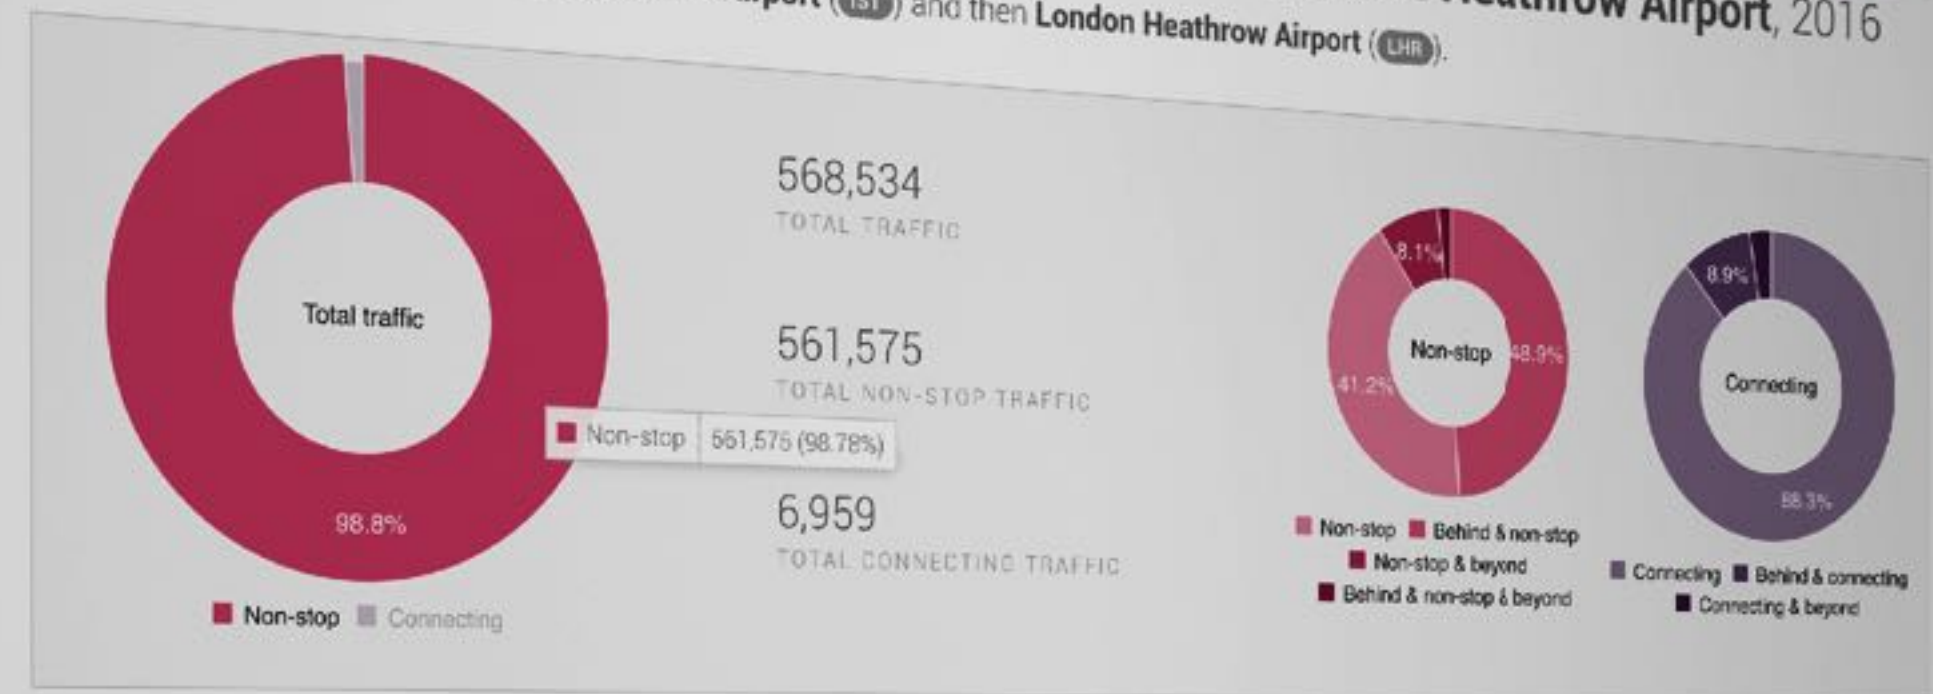 Heathrow Airport, 2016
(IST) and then London Heathrow Airport (LHR).
Total traffic
98.8%
Non-stop Connecting
568,534
TOTAL TRAFFIC
561,575
TOTAL NON-STOP TRAFFIC
Non-stop 561,575 (98.78%)
6,959
TOTAL CONNECTING TRAFFIC
8.1%
Non-stop
48.9%
41.2%
Non-stop Behind & non-stop
Non-stop & beyond
Behind & non-stop & beyond
8.9%
Connecting
88.3%
Connecting Behind & connecting
Connecting & beyond